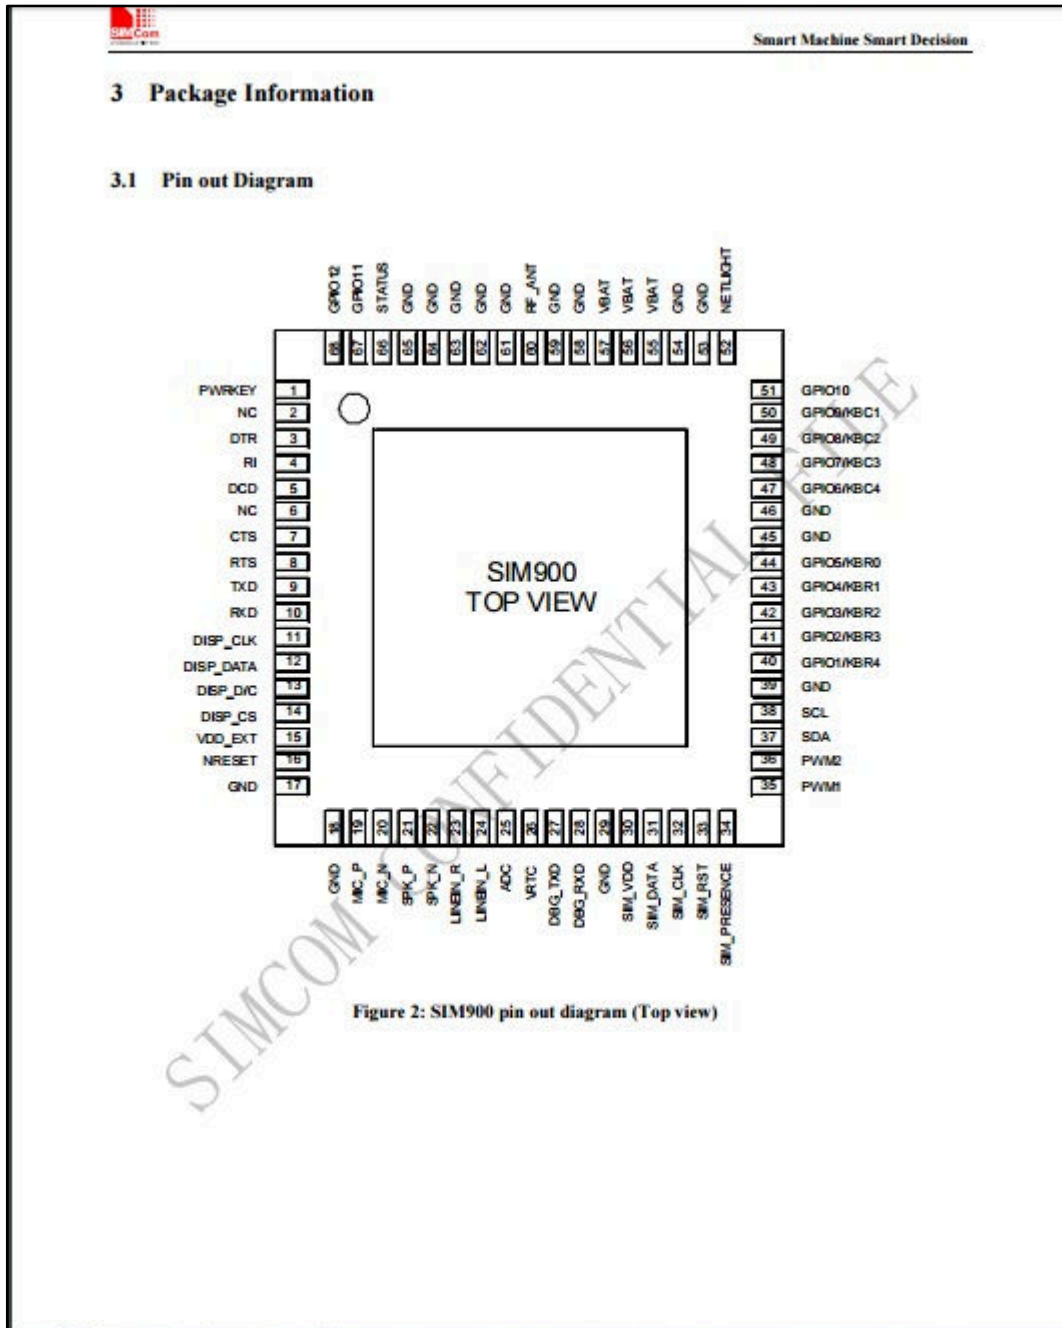 SIMCom
Smart Machine Smart Decision
3 Package Information
3.1 Pin out Diagram
GPIO12
GPIO11
STATUS
GND
GND
GND
GND
GND
RF_ANT
GND
GND
VBAT
VBAT
VBAT
GND
GND
NETLIGHT
68 67 66 65 64 63 62 61 60 59 58 57 56 55 54 53 52
PWRKEY 1
NC 2
DTR 3
RI 4
DCD 5
NC 6
CTS 7
RTS 8
TXD 9
RXD 10
DISP_CLK 11
DISP_DATA 12
DISP_D/C 13
DISP_CS 14
VDD_EXT 15
NRESET 16
GND 17
SIM900
TOP VIEW
51 GPIO10
50 GPIO9/KBC1
49 GPIO8/KBC2
48 GPIO7/KBC3
47 GPIO6/KBC4
46 GND
45 GND
44 GPIO5/KBR0
43 GPIO4/KBR1
42 GPIO3/KBR2
41 GPIO2/KBR3
40 GPIO1/KBR4
39 GND
38 SCL
37 SDA
36 PWM2
35 PWM1
18 19 20 21 22 23 24 25 26 27 28 29 30 31 32 33 34
GND
MIC_P
MIC_N
SPK_P
SPK_N
LINEIN_R
LINEIN_L
ADC
VRTC
DBG_TXD
DBG_RXD
GND
SIM_VDD
SIM_DATA
SIM_CLK
SIM_RST
SIM_PRESENCE
SIMCOM CONFIDENTIAL FILE
Figure 2: SIM900 pin out diagram (Top view)